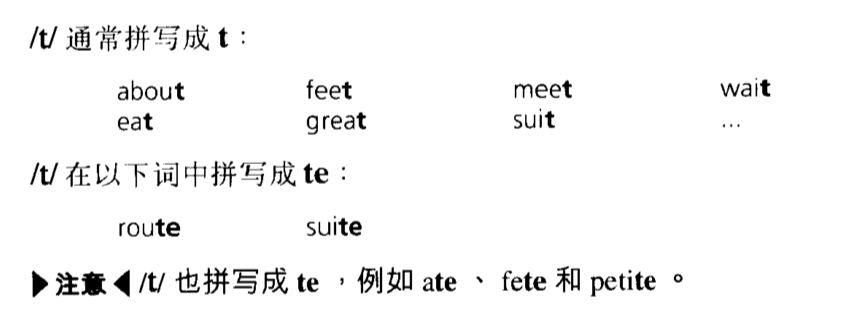 /t/ 通常拼写成 t：
about feet meet wait
eat great suit ...
/t/ 在以下词中拼写成 te：
route suite
▶注意◀ /t/ 也拼写成 te ，例如 ate 、 fete 和 petite 。